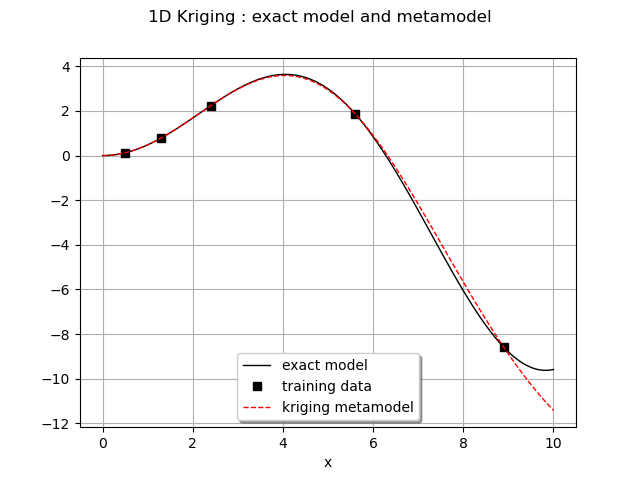 1D Kriging : exact model and metamodel
4
2
0
−2
−4
−6
−8
−10
−12
exact model
training data
kriging metamodel
0 2 4 6 8 10
x